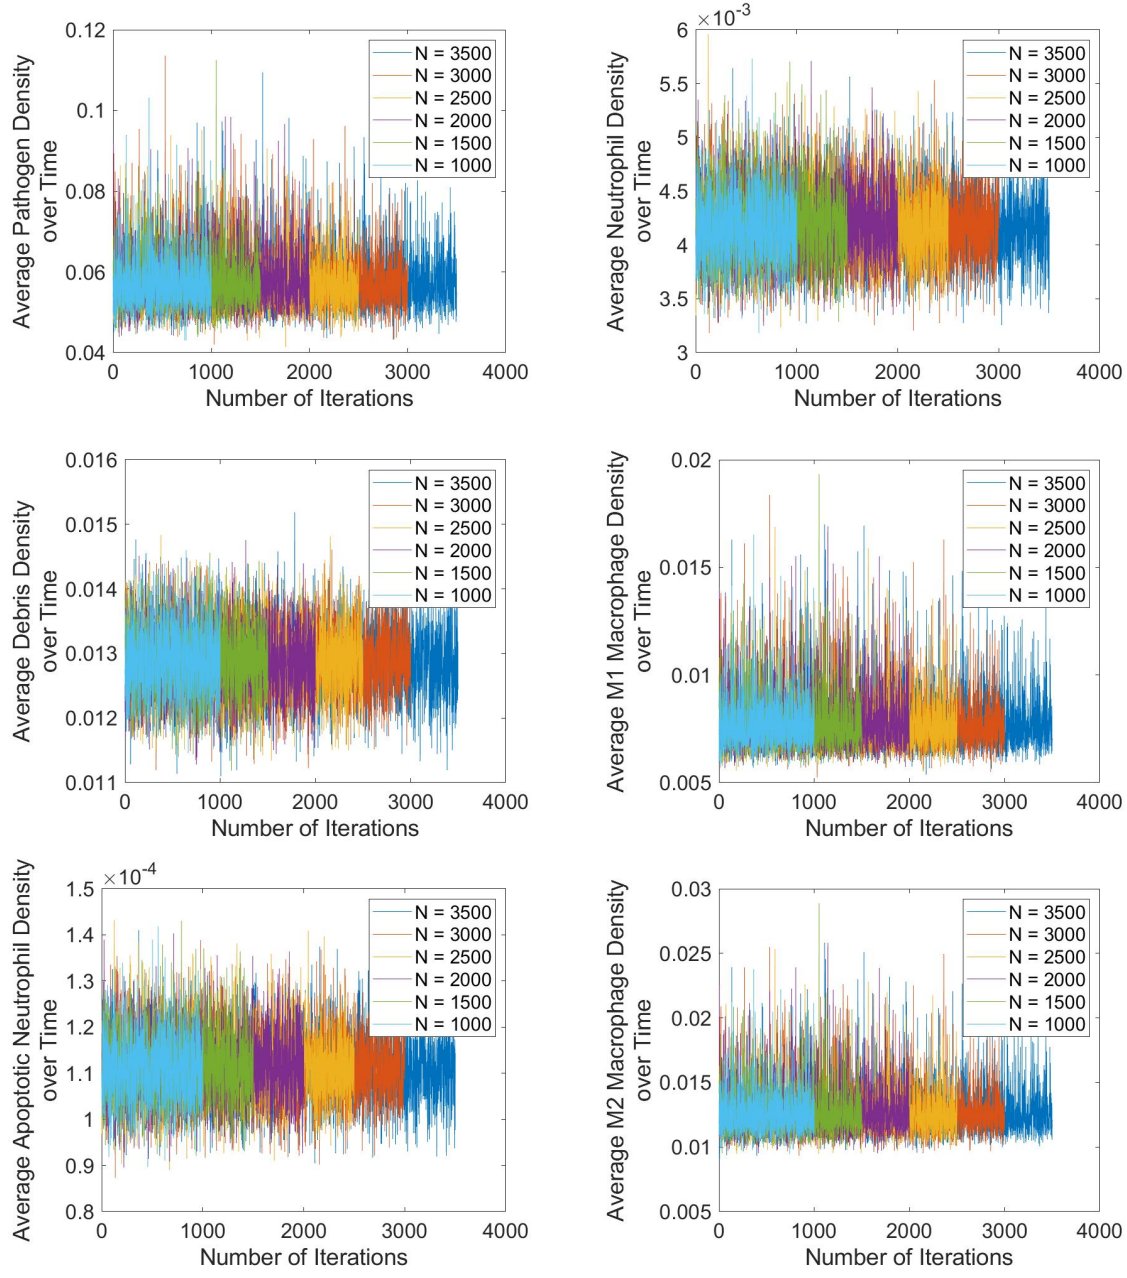 Average Pathogen Density
over Time
0.12
0.1
0.08
0.06
0.04
0 1000 2000 3000 4000
Number of Iterations
N = 3500
N = 3000
N = 2500
N = 2000
N = 1500
N = 1000
Average Neutrophil Density
over Time
×10⁻³
6
5.5
5
4.5
4
3.5
3
0 1000 2000 3000 4000
Number of Iterations
N = 3500
N = 3000
N = 2500
N = 2000
N = 1500
N = 1000
Average Debris Density
over Time
0.016
0.015
0.014
0.013
0.012
0.011
0 1000 2000 3000 4000
Number of Iterations
N = 3500
N = 3000
N = 2500
N = 2000
N = 1500
N = 1000
Average M1 Macrophage Density
over Time
0.02
0.015
0.01
0.005
0 1000 2000 3000 4000
Number of Iterations
N = 3500
N = 3000
N = 2500
N = 2000
N = 1500
N = 1000
Average Apoptotic Neutrophil Density
over Time
×10⁻⁴
1.5
1.4
1.3
1.2
1.1
1
0.9
0.8
0 1000 2000 3000 4000
Number of Iterations
N = 3500
N = 3000
N = 2500
N = 2000
N = 1500
N = 1000
Average M2 Macrophage Density
over Time
0.03
0.025
0.02
0.015
0.01
0.005
0 1000 2000 3000 4000
Number of Iterations
N = 3500
N = 3000
N = 2500
N = 2000
N = 1500
N = 1000